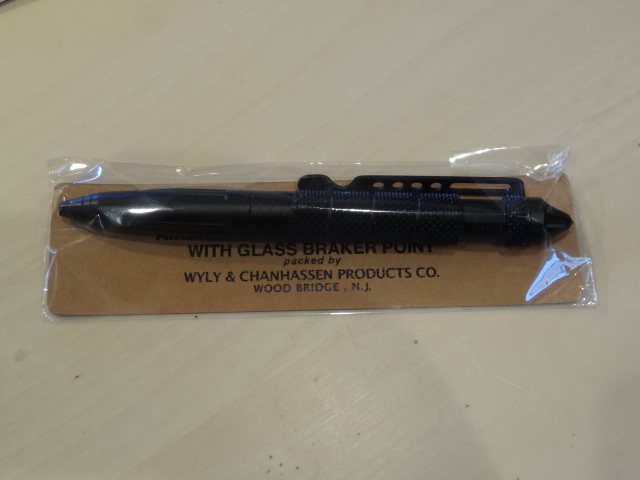 WITH GLASS BRAKER POINT
packed by
WYLY & CHANHASSEN PRODUCTS CO.
WOOD BRIDGE , N.J.